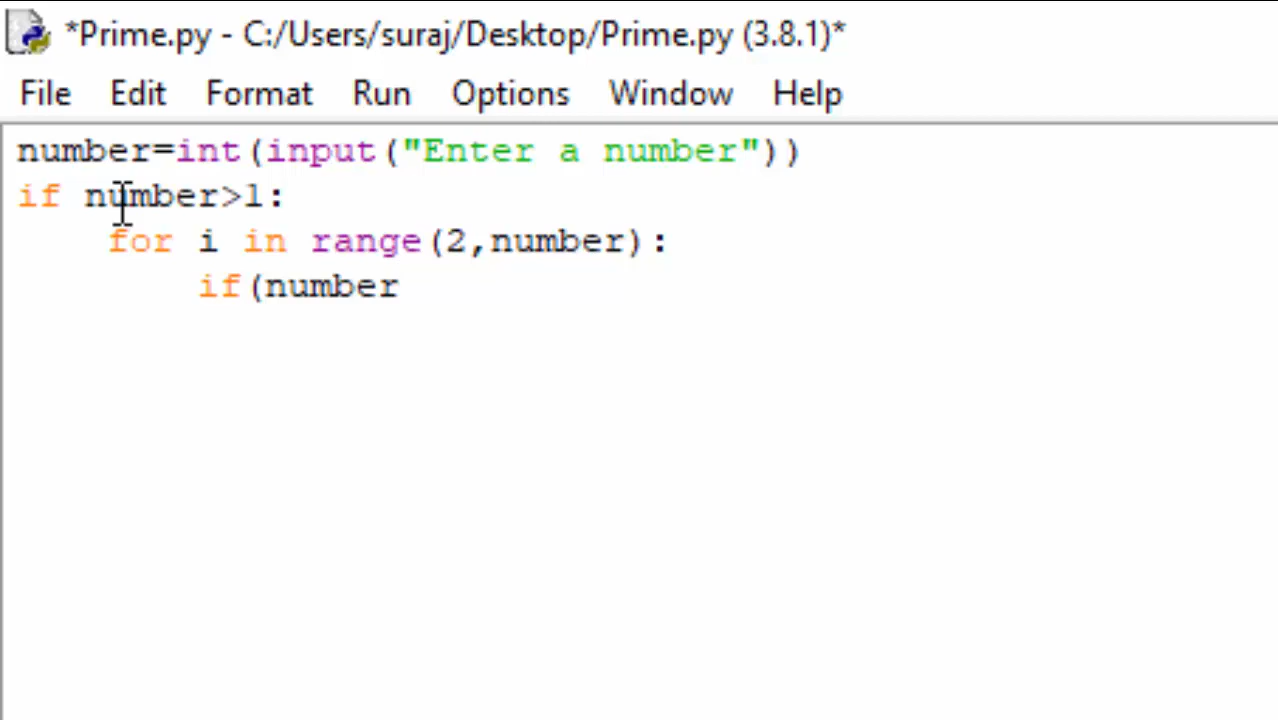 *Prime.py - C:/Users/suraj/Desktop/Prime.py (3.8.1)*
File Edit Format Run Options Window Help
number=int(input("Enter a number"))
if number>1:
    for i in range(2,number):
        if(number